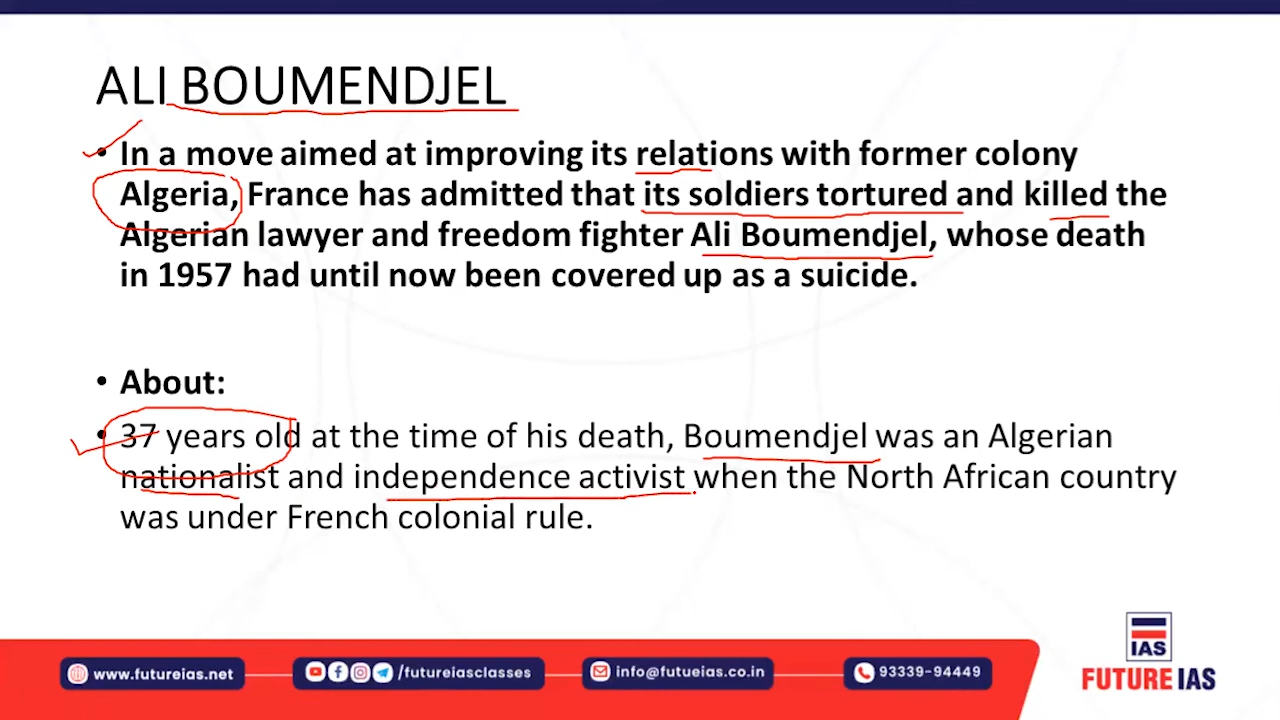 ALI BOUMENDJEL
• In a move aimed at improving its relations with former colony
Algeria, France has admitted that its soldiers tortured and killed the
Algerian lawyer and freedom fighter Ali Boumendjel, whose death
in 1957 had until now been covered up as a suicide.
• About:
• 37 years old at the time of his death, Boumendjel was an Algerian
nationalist and independence activist when the North African country
was under French colonial rule.
IAS
FUTURE IAS
www.futureias.net
/futureiasclasses
info@futueias.co.in
93339-94449